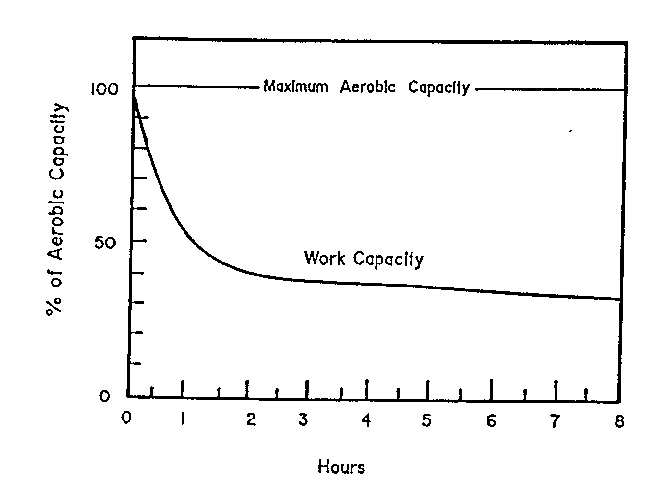 100
Maximum Aerobic Capacity
% of Aerobic Capacity
50
Work Capacity
0
0 1 2 3 4 5 6 7 8
Hours